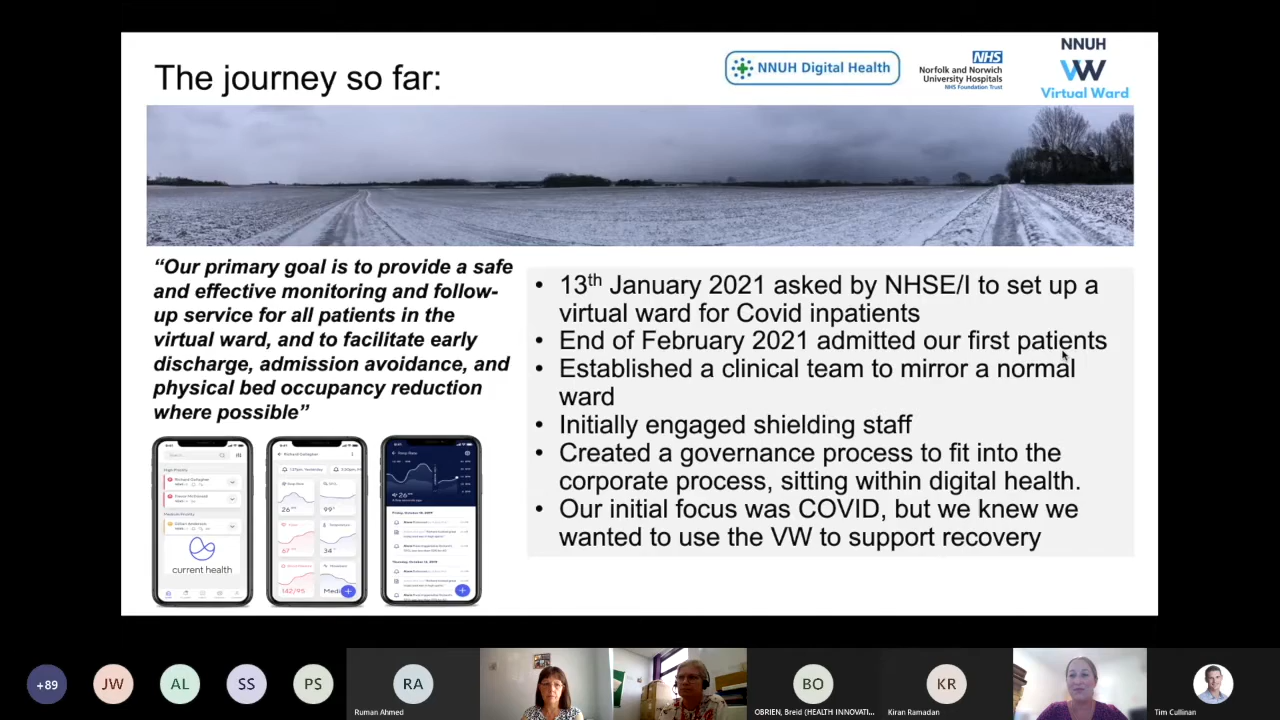 The journey so far:
NNUH Digital Health
NHS
Norfolk and Norwich
University Hospitals
NHS Foundation Trust
NNUH
VW
Virtual Ward
“Our primary goal is to provide a safe
and effective monitoring and follow-
up service for all patients in the
virtual ward, and to facilitate early
discharge, admission avoidance, and
physical bed occupancy reduction
where possible”
• 13th January 2021 asked by NHSE/I to set up a
virtual ward for Covid inpatients
• End of February 2021 admitted our first patients
• Established a clinical team to mirror a normal
ward
• Initially engaged shielding staff
• Created a governance process to fit into the
corporate process, sitting within digital health.
• Our initial focus was COVID, but we knew we
wanted to use the VW to support recovery
current health
26
99
67
34
142/95
26
+89
JW
AL
SS
PS
RA
Ruman Ahmed
BO
OBRIEN, Breid (HEALTH INNOVATI...
KR
Kiran Ramadan
Tim Cullinan